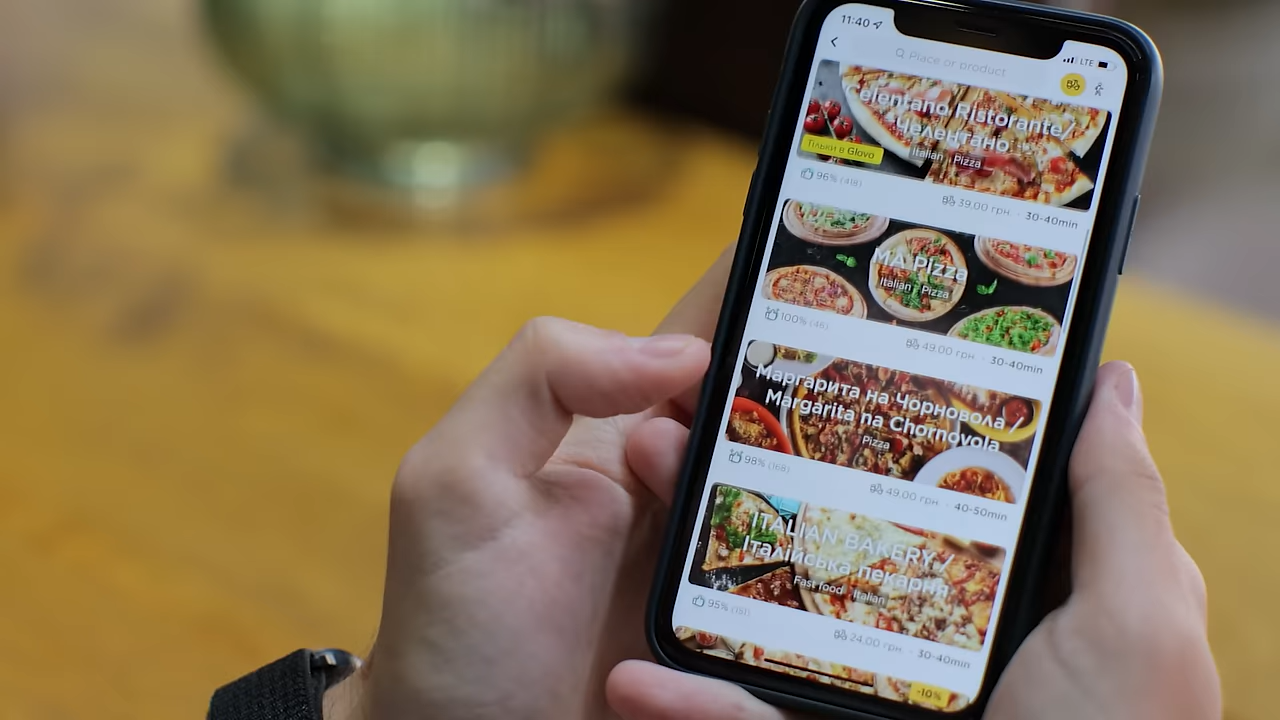 11:40
LTE
Place or product
Celentano Ristorante/
Челентано
Italian · Pizza
Тільки в Glovo
96% (418)
39.00 грн. · 30-40min
MA Pizza
Italian · Pizza
100% (48)
49.00 грн. · 30-40min
Маргарита на Чорновола /
Margarita na Chornovola
Pizza
98% (168)
49.00 грн. · 40-50min
ITALIAN BAKERY /
Італійська пекарня
Fast food · Italian
95% (151)
24.00 грн. · 30-40min
-10%